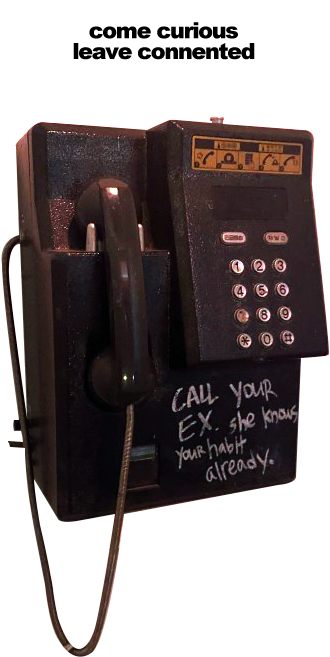 come curious
leave connented
1 2 3
4 5 6
8 9
* 0 #
CALL YOUR
EX. she knows
your habit
already.